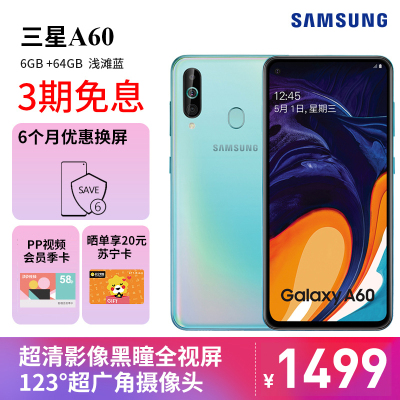 SAMSUNG
三星A60
6GB +64GB 浅滩蓝
3期免息
6个月优惠换屏
SAVE
6
PP视频
会员季卡
58
晒单享20元
苏宁卡
GIFT
SAMSUNG
12:45
5月1日，星期三
Galaxy A60
超清影像黑瞳全视屏
123°超广角摄像头
¥1499